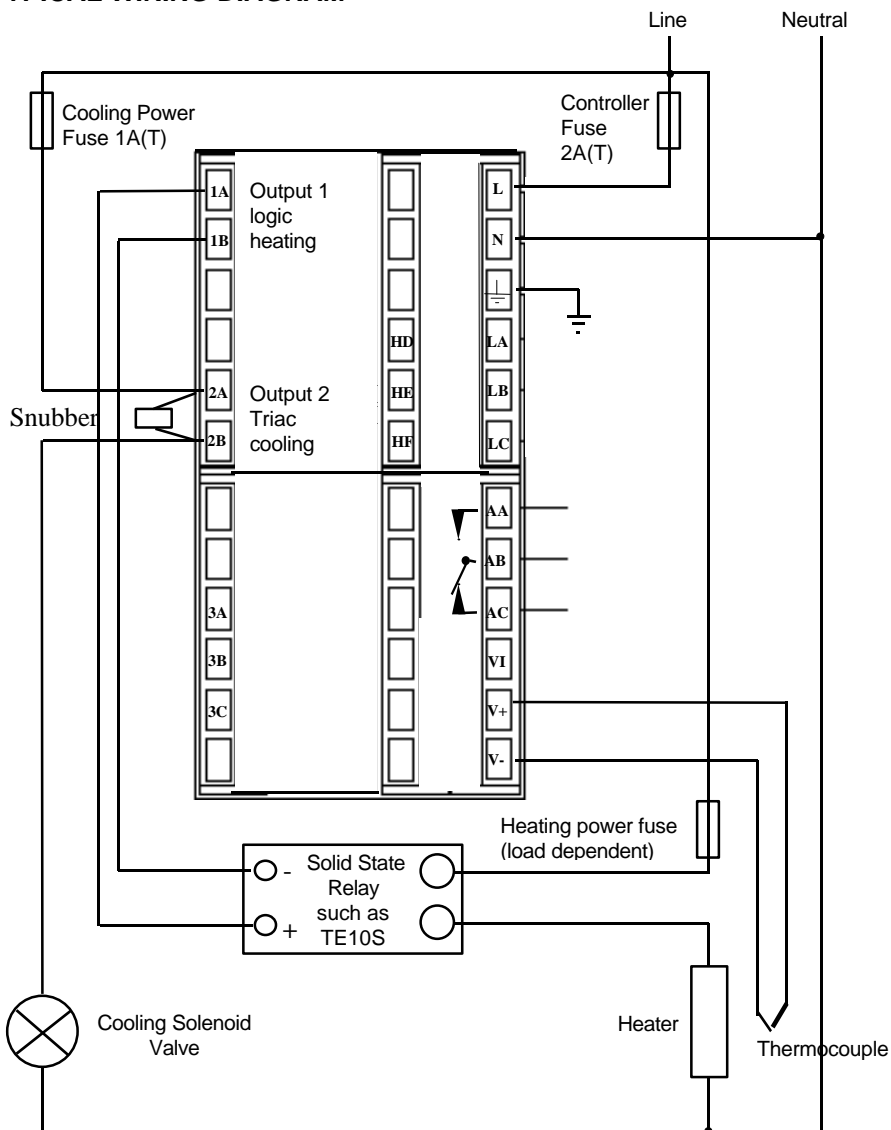 Line
Neutral
Cooling Power
Fuse 1A(T)
Controller
Fuse
2A(T)
1A
Output 1
logic
heating
L
1B
N
HD
LA
2A
Output 2
Triac
cooling
HE
LB
Snubber
2B
HF
LC
AA
AB
3A
AC
3B
VI
3C
V+
V-
Heating power fuse
(load dependent)
-
Solid State
Relay
such as
TE10S
+
Cooling Solenoid
Valve
Heater
Thermocouple